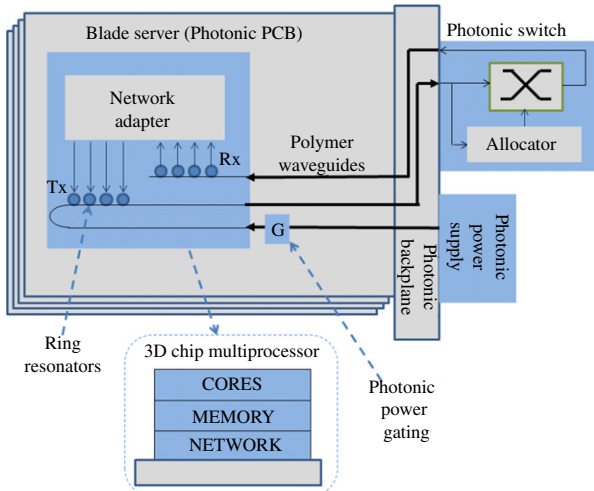 Blade server (Photonic PCB)
Photonic switch
Network
adapter
Allocator
Rx
Polymer
waveguides
Tx
G
Photonic
power
supply
Photonic
backplane
Ring
resonators
3D chip multiprocessor
CORES
MEMORY
NETWORK
Photonic
power
gating